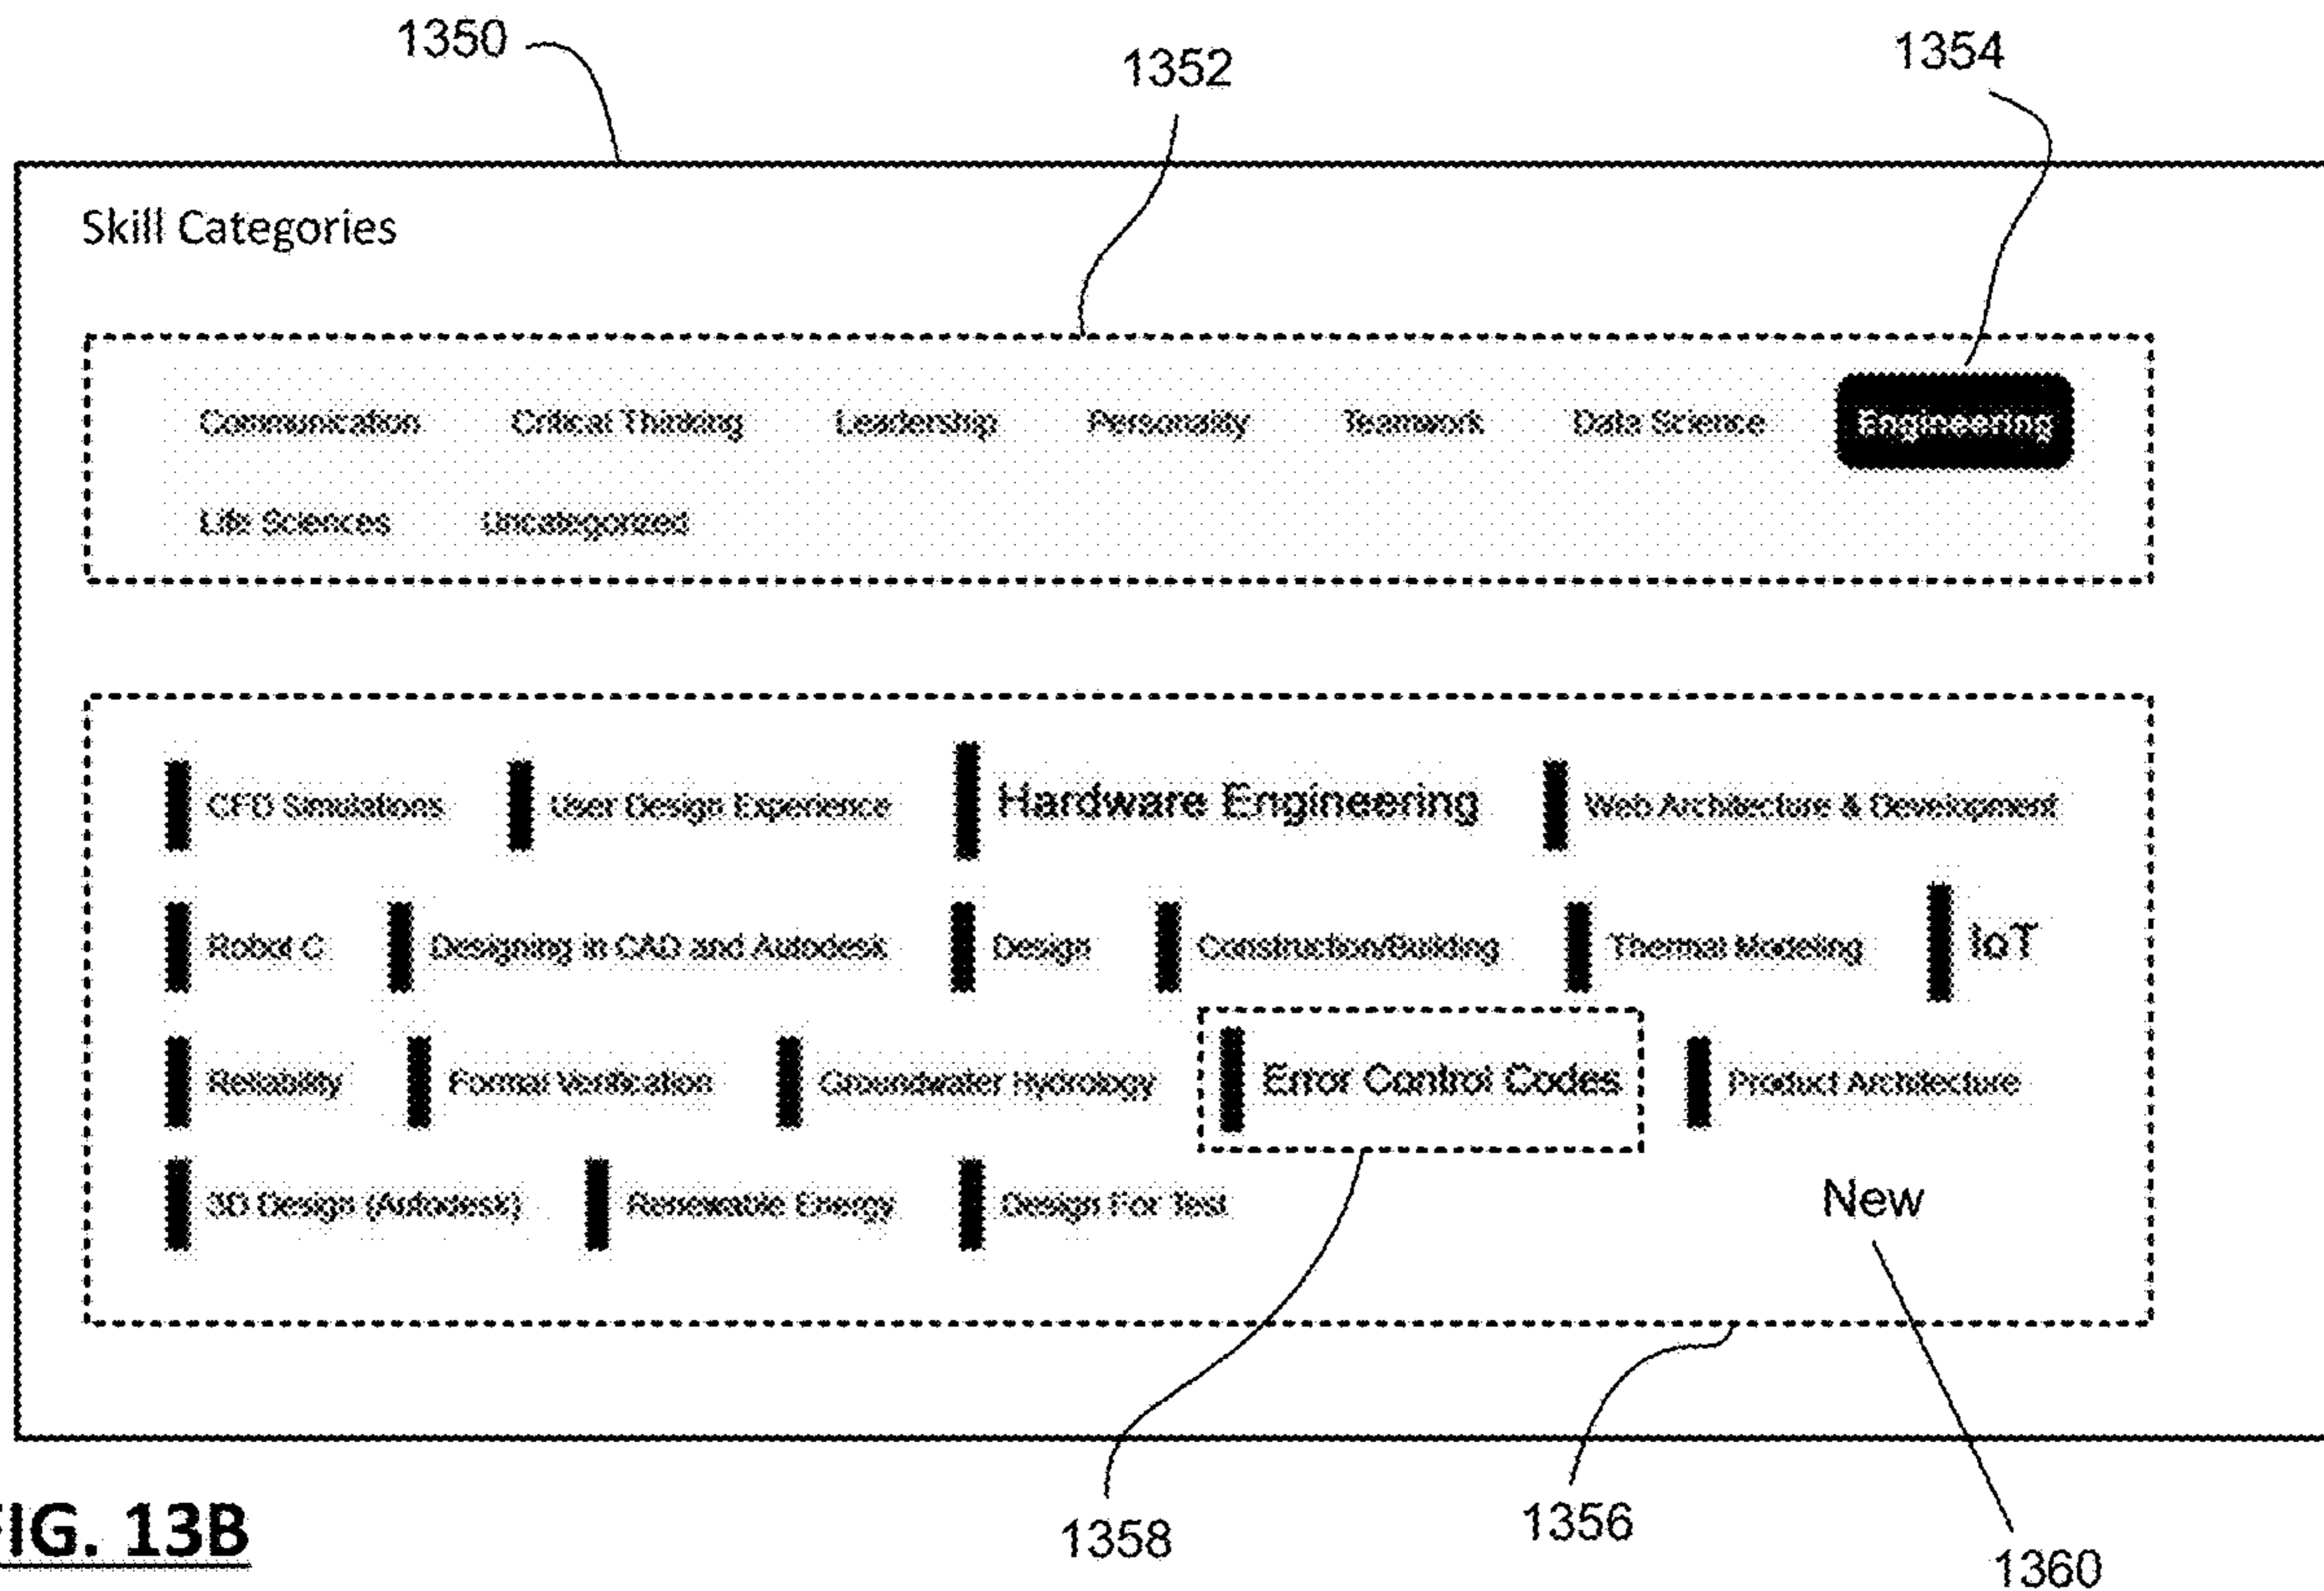 1350
1352
1354
Skill Categories
Communication Critical Thinking Leadership Personality Teamwork Data Science Engineering
Life Sciences Uncategorized
CFD Simulations User Design Experience Hardware Engineering Web Architecture & Development
Robot C Designing in CAD and Autodesk Design Construction/Building Thermal Modeling IoT
Reliability Formal Verification Groundwater Hydrology Error Control Codes Product Architecture
3D Design (Autodesk) Renewable Energy Design For Test New
1358
1356
1360
FIG. 13B